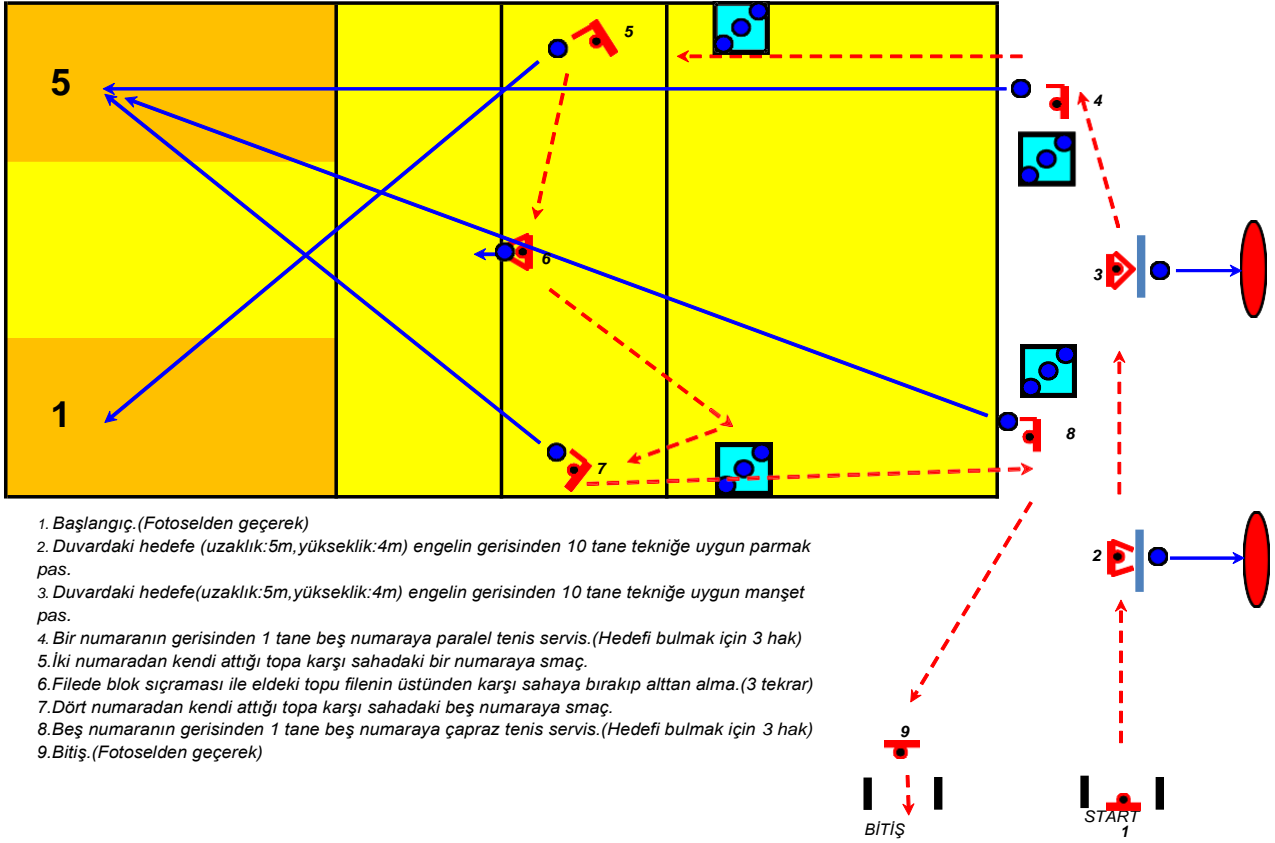 5
5
4
3
6
1
8
7
2
1. Başlangıç.(Fotoselden geçerek)
2. Duvardaki hedefe (uzaklık:5m,yükseklik:4m) engelin gerisinden 10 tane tekniğe uygun parmak
pas.
3. Duvardaki hedefe(uzaklık:5m,yükseklik:4m) engelin gerisinden 10 tane tekniğe uygun manşet
pas.
4. Bir numaranın gerisinden 1 tane beş numaraya paralel tenis servis.(Hedefi bulmak için 3 hak)
5.İki numaradan kendi attığı topa karşı sahadaki bir numaraya smaç.
6.Filede blok sıçraması ile eldeki topu filenin üstünden karşı sahaya bırakıp alttan alma.(3 tekrar)
7.Dört numaradan kendi attığı topa karşı sahadaki beş numaraya smaç.
8.Beş numaranın gerisinden 1 tane beş numaraya çapraz tenis servis.(Hedefi bulmak için 3 hak)
9.Bitiş.(Fotoselden geçerek)
9
BİTİŞ
START
1